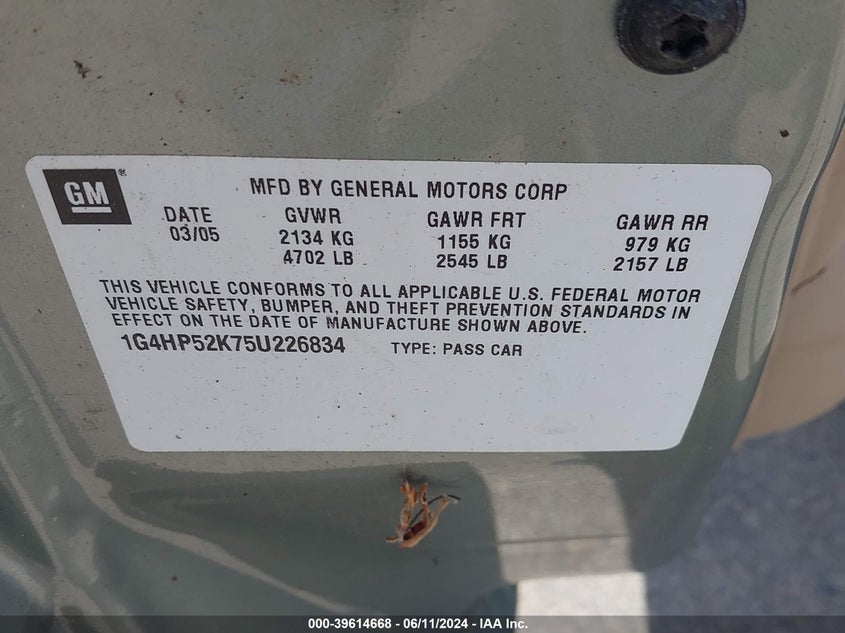 GM ®
MFD BY GENERAL MOTORS CORP
DATE GVWR GAWR FRT GAWR RR
03/05 2134 KG 1155 KG 979 KG
4702 LB 2545 LB 2157 LB
THIS VEHICLE CONFORMS TO ALL APPLICABLE U.S. FEDERAL MOTOR
VEHICLE SAFETY, BUMPER, AND THEFT PREVENTION STANDARDS IN
EFFECT ON THE DATE OF MANUFACTURE SHOWN ABOVE.
1G4HP52K75U226834 TYPE: PASS CAR
000-39614668 - 06/11/2024 - IAA Inc.